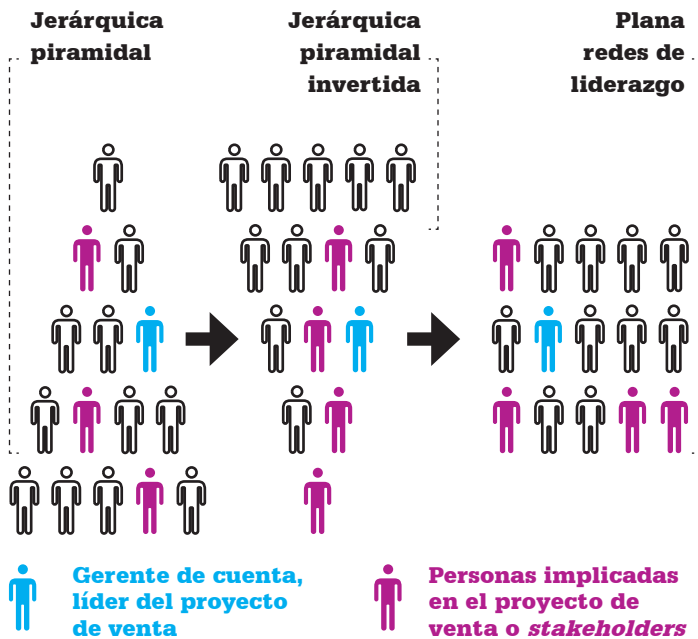 Jerárquica
piramidal
Jerárquica
piramidal
invertida
Plana
redes de
liderazgo
Gerente de cuenta,
líder del proyecto
de venta
Personas implicadas
en el proyecto de
venta o stakeholders